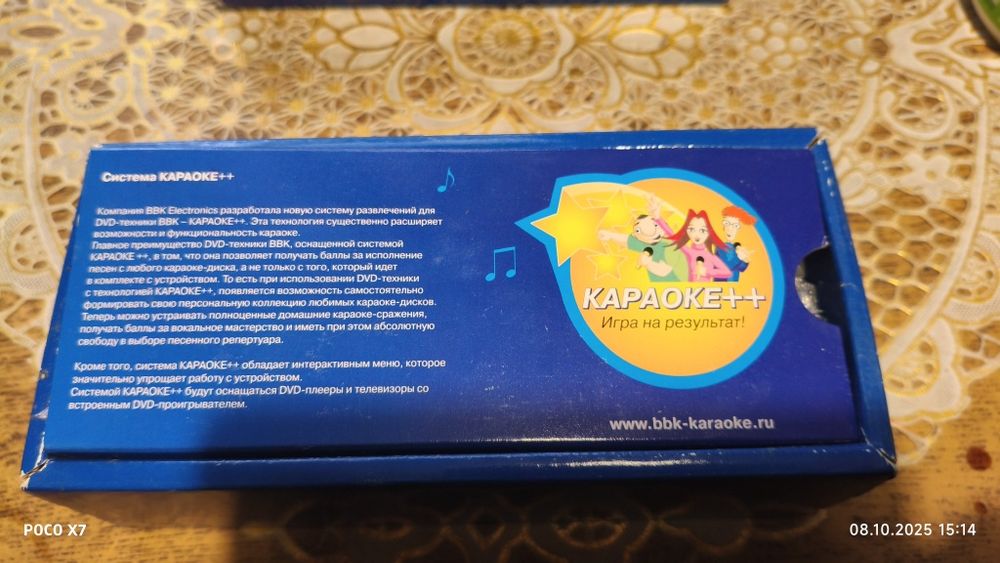 Система КАРАОКЕ++
Компания BBK Electronics разработала новую систему развлечений для
DVD-техники BBK – КАРАОКЕ++. Эта технология существенно расширяет
возможности и функциональность караоке.
Главное преимущество DVD-техники BBK, оснащенной системой
КАРАОКЕ ++, в том, что она позволяет получать баллы за исполнение
песен с любого караоке-диска, а не только с того, который идет
в комплекте с устройством. То есть при использовании DVD-техники
с технологией КАРАОКЕ++, появляется возможность самостоятельно
формировать свою персональную коллекцию любимых караоке-дисков.
Теперь можно устраивать полноценные домашние караоке-сражения,
получать баллы за вокальное мастерство и иметь при этом абсолютную
свободу в выборе песенного репертуара.
Кроме того, система КАРАОКЕ++ обладает интерактивным меню, которое
значительно упрощает работу с устройством.
Системой КАРАОКЕ++ будут оснащаться DVD-плееры и телевизоры со
встроенным DVD-проигрывателем.
КАРАОКЕ++
Игра на результат!
www.bbk-karaoke.ru
POCO X7
08.10.2025 15:14